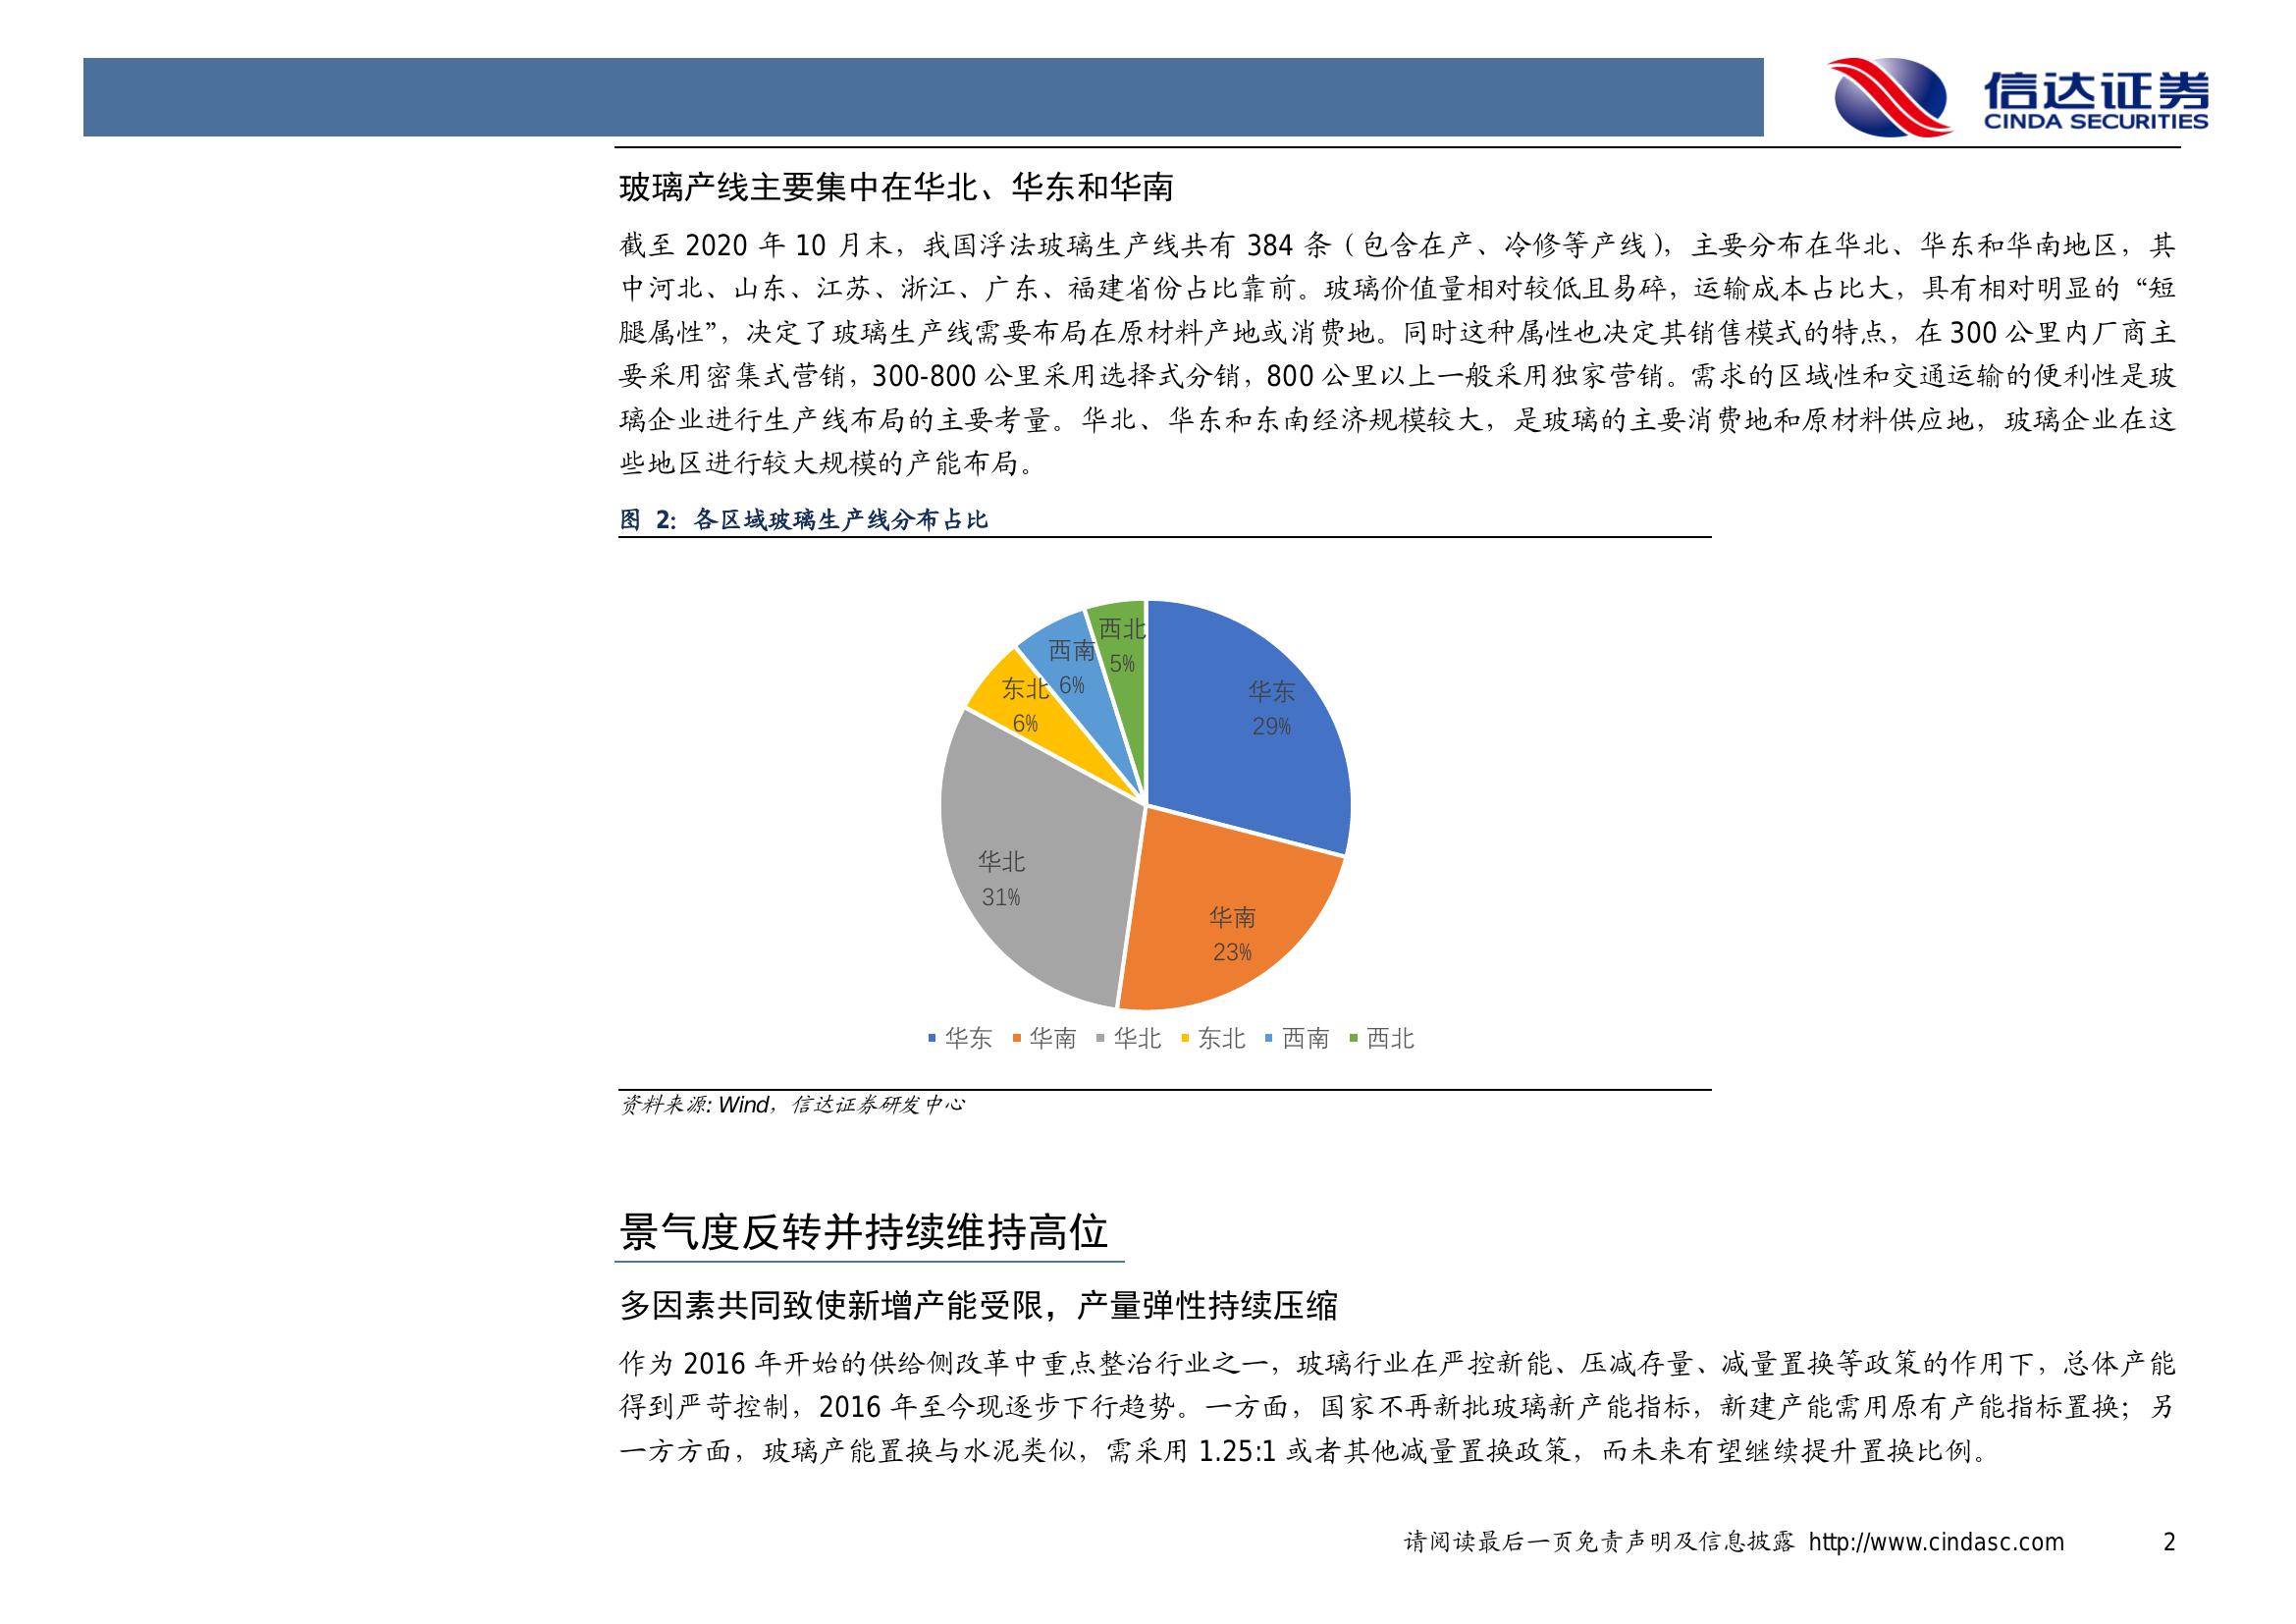 信达证券
CINDA SECURITIES
玻璃产线主要集中在华北、华东和华南
截至 2020 年 10 月末，我国浮法玻璃生产线共有 384 条（包含在产、冷修等产线），主要分布在华北、华东和华南地区，其
中河北、山东、江苏、浙江、广东、福建省份占比靠前。玻璃价值量相对较低且易碎，运输成本占比大，具有相对明显的“短
腿属性”，决定了玻璃生产线需要布局在原材料产地或消费地。同时这种属性也决定其销售模式的特点，在 300 公里内厂商主
要采用密集式营销，300-800 公里采用选择式分销，800 公里以上一般采用独家营销。需求的区域性和交通运输的便利性是玻
璃企业进行生产线布局的主要考量。华北、华东和东南经济规模较大，是玻璃的主要消费地和原材料供应地，玻璃企业在这
些地区进行较大规模的产能布局。
图 2：各区域玻璃生产线分布占比
西北
5%
西南
6%
东北
6%
华东
29%
华北
31%
华南
23%
华东 华南 华北 东北 西南 西北
资料来源: Wind，信达证券研发中心
景气度反转并持续维持高位
多因素共同致使新增产能受限，产量弹性持续压缩
作为 2016 年开始的供给侧改革中重点整治行业之一，玻璃行业在严控新能、压减存量、减量置换等政策的作用下，总体产能
得到严苛控制，2016 年至今现逐步下行趋势。一方面，国家不再新批玻璃新产能指标，新建产能需用原有产能指标置换；另
一方方面，玻璃产能置换与水泥类似，需采用 1.25:1 或者其他减量置换政策，而未来有望继续提升置换比例。
请阅读最后一页免责声明及信息披露 http://www.cindasc.com 2